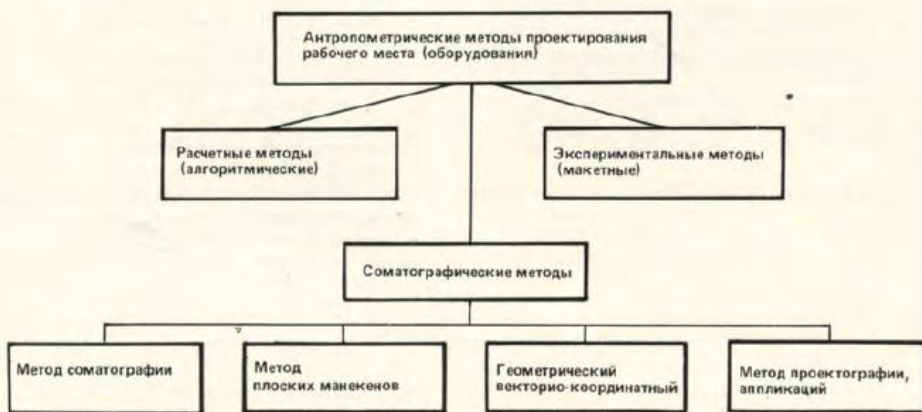 Антропометрические методы проектирования
рабочего места (оборудования)
Расчетные методы
(алгоритмические)
Экспериментальные методы
(макетные)
Соматографические методы
Метод соматографии
Метод
плоских манекенов
Геометрический
векторио-координатный
Метод проектографии,
аппликаций